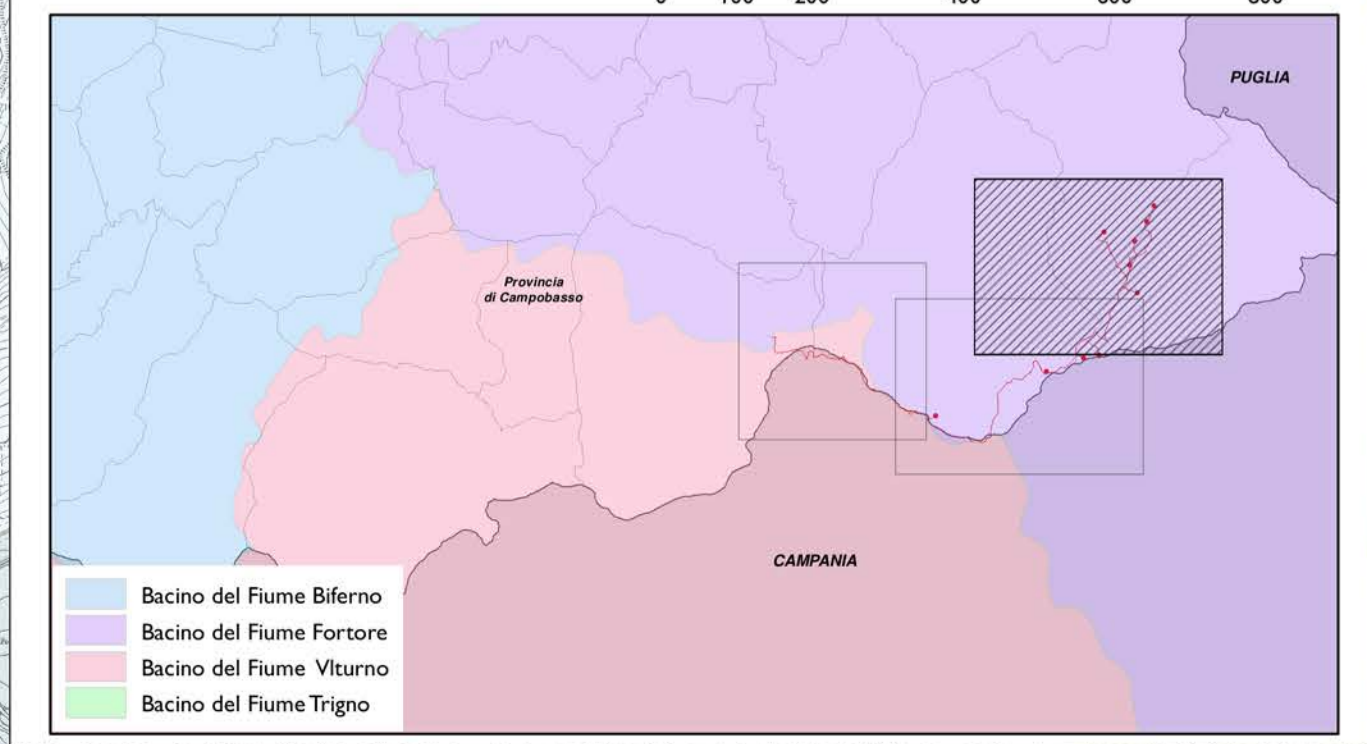 PUGLIA
Provincia
di Campobasso
CAMPANIA
Bacino del Fiume Biferno
Bacino del Fiume Fortore
Bacino del Fiume VIturno
Bacino del Fiume Trigno